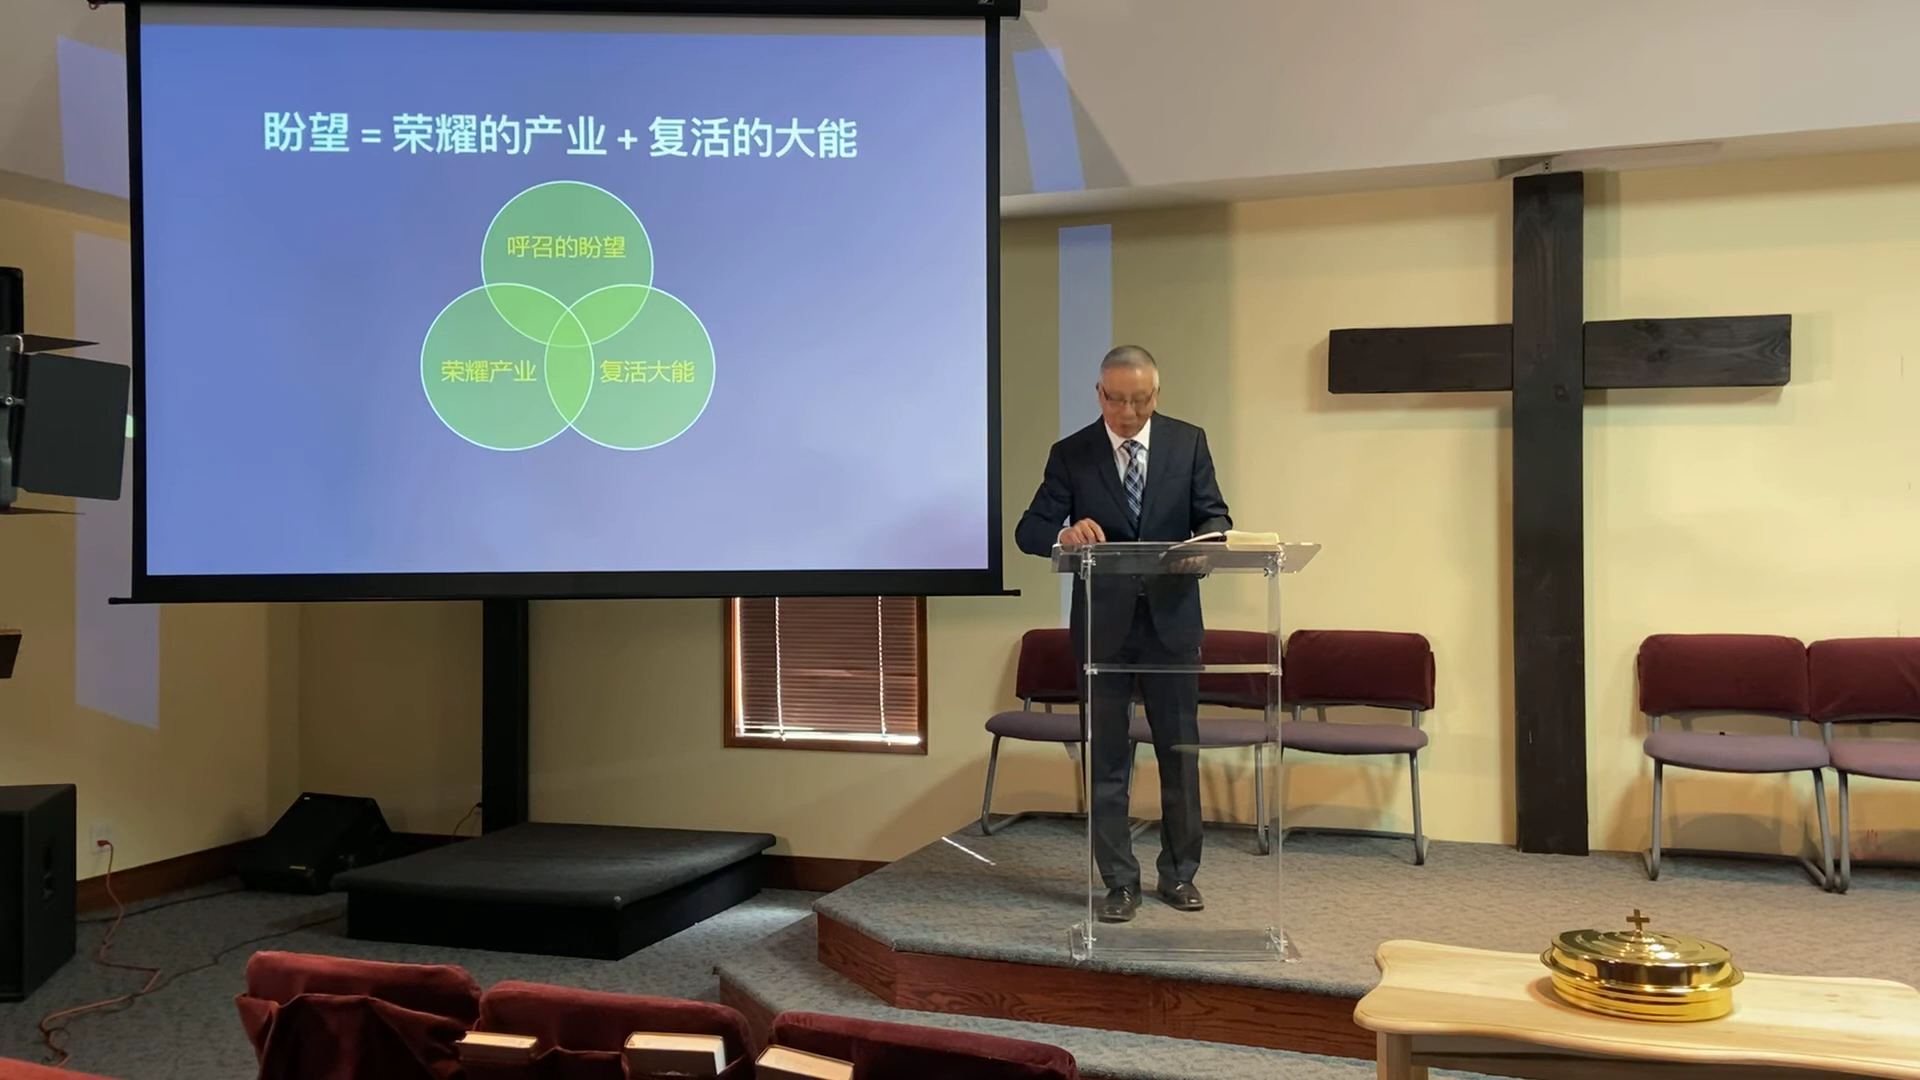 盼望 = 荣耀的产业 + 复活的大能
呼召的盼望
荣耀产业
复活大能